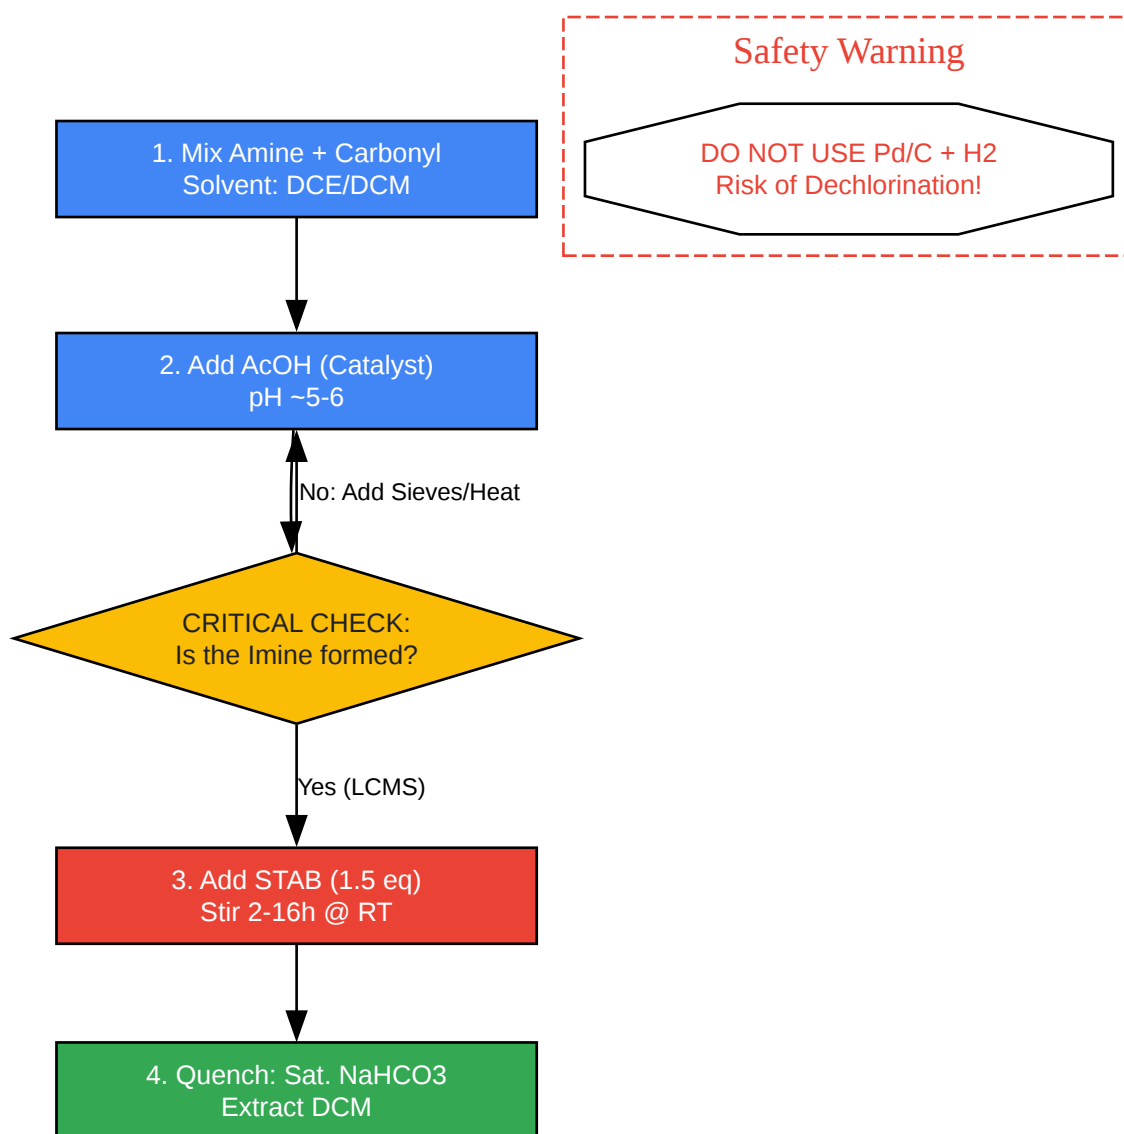 Safety Warning
DO NOT USE Pd/C + H2
Risk of Dechlorination!
1. Mix Amine + Carbonyl
Solvent: DCE/DCM
2. Add AcOH (Catalyst)
pH ~5-6
No: Add Sieves/Heat
CRITICAL CHECK:
Is the Imine formed?
Yes (LCMS)
3. Add STAB (1.5 eq)
Stir 2-16h @ RT
4. Quench: Sat. NaHCO3
Extract DCM